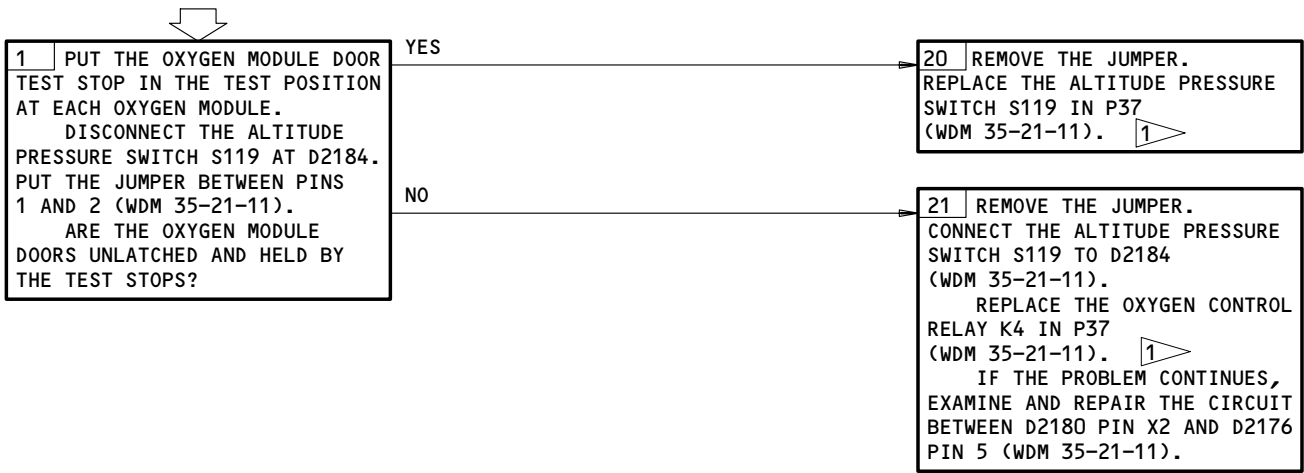 1 PUT THE OXYGEN MODULE DOOR
TEST STOP IN THE TEST POSITION
AT EACH OXYGEN MODULE.
DISCONNECT THE ALTITUDE
PRESSURE SWITCH S119 AT D2184.
PUT THE JUMPER BETWEEN PINS
1 AND 2 (WDM 35-21-11).
ARE THE OXYGEN MODULE
DOORS UNLATCHED AND HELD BY
THE TEST STOPS?
YES
20 REMOVE THE JUMPER.
REPLACE THE ALTITUDE PRESSURE
SWITCH S119 IN P37
(WDM 35-21-11). 1
NO
21 REMOVE THE JUMPER.
CONNECT THE ALTITUDE PRESSURE
SWITCH S119 TO D2184
(WDM 35-21-11).
REPLACE THE OXYGEN CONTROL
RELAY K4 IN P37
(WDM 35-21-11). 1
IF THE PROBLEM CONTINUES,
EXAMINE AND REPAIR THE CIRCUIT
BETWEEN D2180 PIN X2 AND D2176
PIN 5 (WDM 35-21-11).